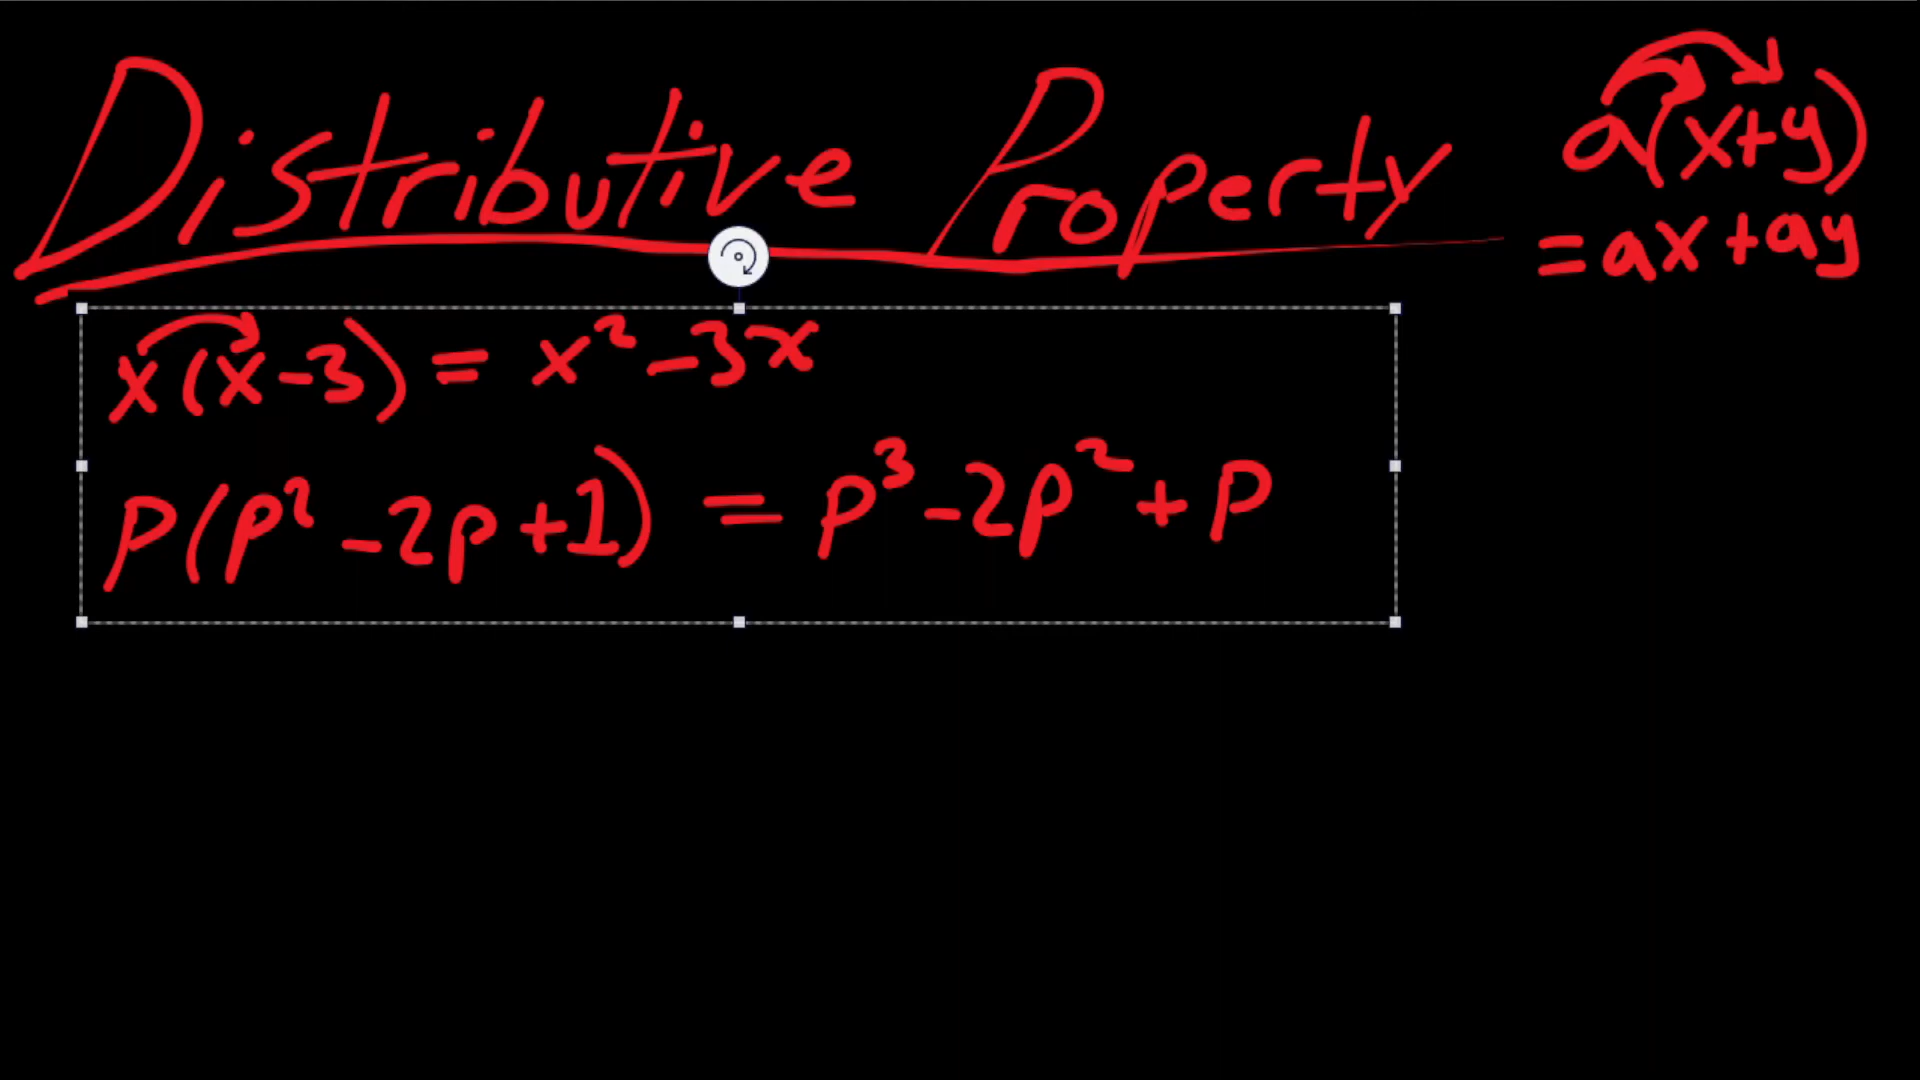 Distributive Property
a(x+y)
=ax+ay
x(x-3) = x²-3x
p(p²-2p+1) = p³-2p²+p